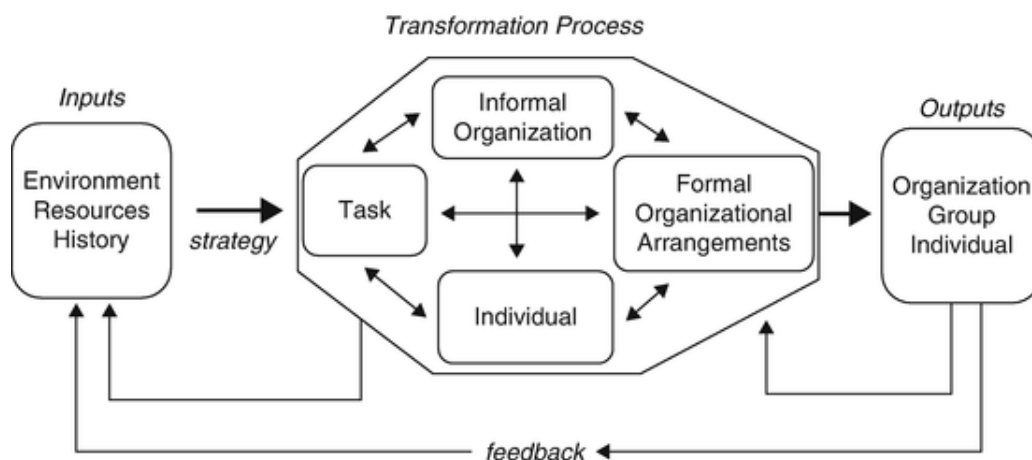 Transformation Process
Inputs
Environment
Resources
History
strategy
Informal
Organization
Task
Formal
Organizational
Arrangements
Individual
Outputs
Organization
Group
Individual
feedback